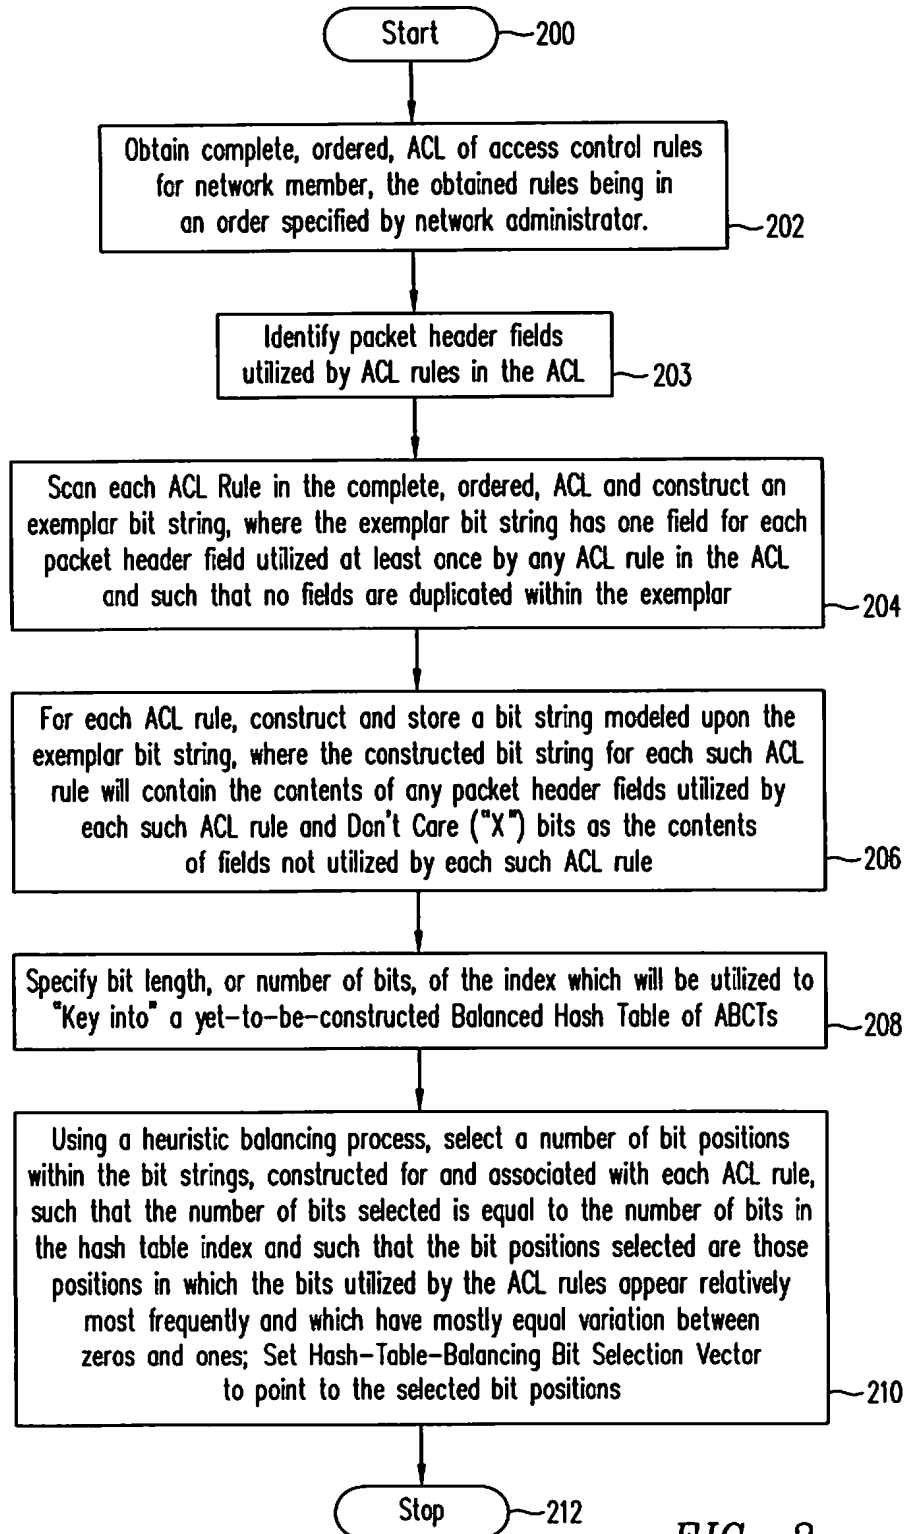 Start
200
Obtain complete, ordered, ACL of access control rules
for network member, the obtained rules being in
an order specified by network administrator.
202
Identify packet header fields
utilized by ACL rules in the ACL
203
Scan each ACL Rule in the complete, ordered, ACL and construct an
exemplar bit string, where the exemplar bit string has one field for each
packet header field utilized at least once by any ACL rule in the ACL
and such that no fields are duplicated within the exemplar
204
For each ACL rule, construct and store a bit string modeled upon the
exemplar bit string, where the constructed bit string for each such ACL
rule will contain the contents of any packet header fields utilized by
each such ACL rule and Don't Care ("X") bits as the contents
of fields not utilized by each such ACL rule
206
Specify bit length, or number of bits, of the index which will be utilized to
"Key into" a yet-to-be-constructed Balanced Hash Table of ABCTs
208
Using a heuristic balancing process, select a number of bit positions
within the bit strings, constructed for and associated with each ACL rule,
such that the number of bits selected is equal to the number of bits in
the hash table index and such that the bit positions selected are those
positions in which the bits utilized by the ACL rules appear relatively
most frequently and which have mostly equal variation between
zeros and ones; Set Hash-Table-Balancing Bit Selection Vector
to point to the selected bit positions
210
Stop
212